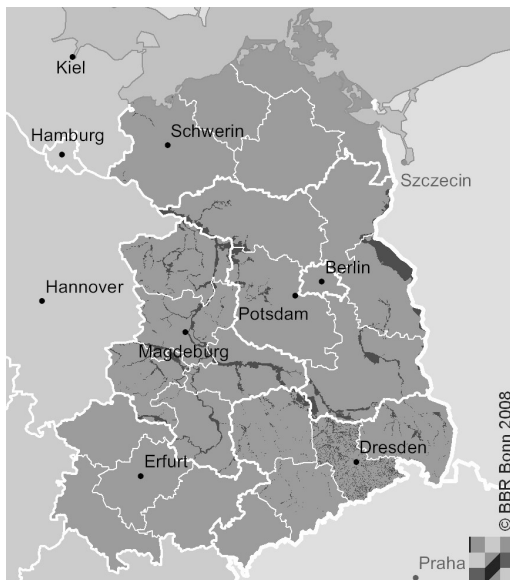 Kiel
Hamburg
Schwerin
Szczecin
Hannover
Berlin
Potsdam
Magdeburg
Erfurt
Dresden
Praha
© BBR Bonn 2008